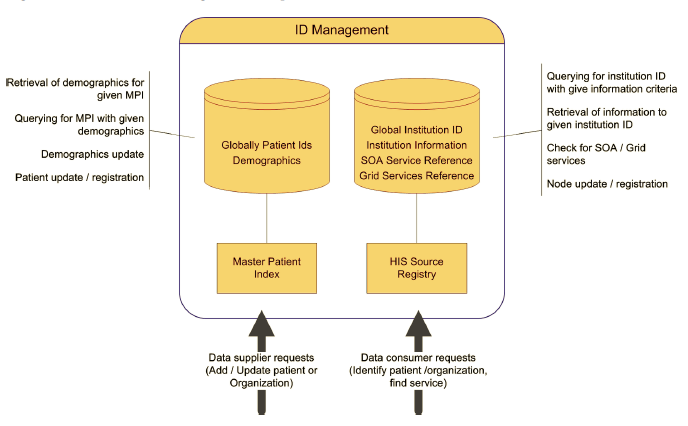 ID Management
Retrieval of demographics for
given MPI
Querying for MPI with given
demographics
Demographics update
Patient update / registration
Globally Patient Ids
Demographics
Global Institution ID
Institution Information
SOA Service Reference
Grid Services Reference
Querying for institution ID
with give information criteria
Retrieval of information to
given institution ID
Check for SOA / Grid
services
Node update / registration
Master Patient
Index
HIS Source
Registry
Data supplier requests
(Add / Update patient or
Organization)
Data consumer requests
(Identify patient /organization,
find service)